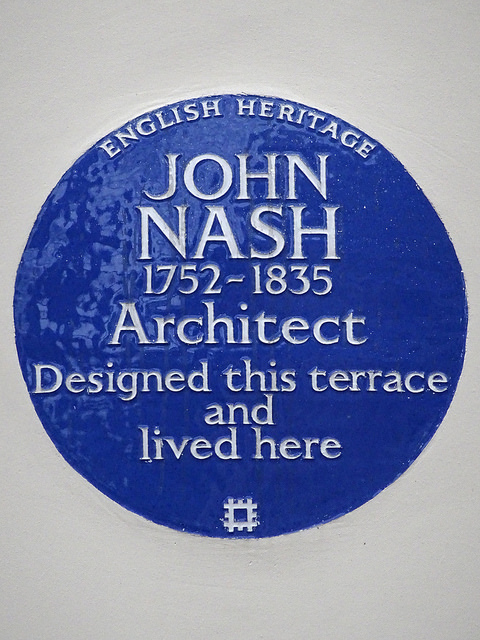 ENGLISH HERITAGE
JOHN
NASH
1752-1835
Architect
Designed this terrace
and
lived here